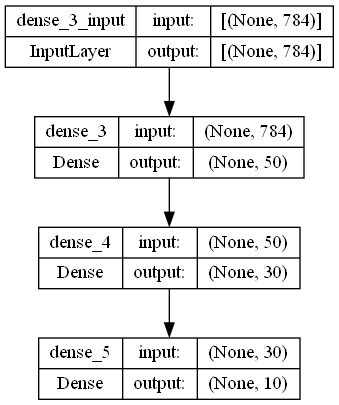 dense_3_input input: [(None, 784)]
InputLayer output: [(None, 784)]
dense_3 input: (None, 784)
Dense output: (None, 50)
dense_4 input: (None, 50)
Dense output: (None, 30)
dense_5 input: (None, 30)
Dense output: (None, 10)